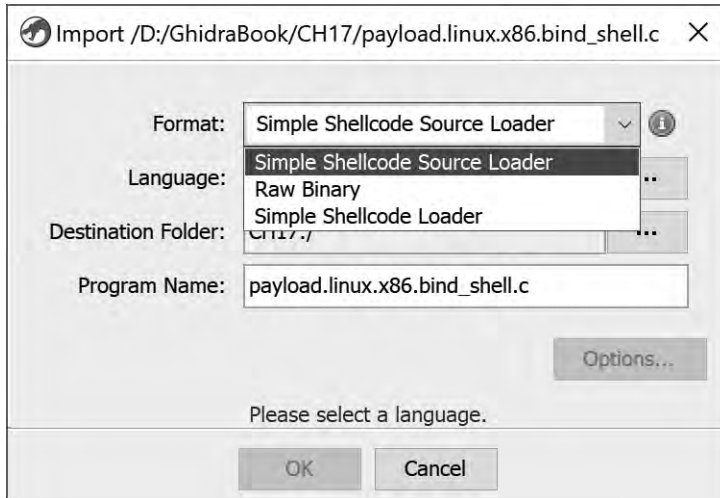 Import /D:/GhidraBook/CH17/payload.linux.x86.bind_shell.c
Format: Simple Shellcode Source Loader
Simple Shellcode Source Loader
Language:
Raw Binary
Simple Shellcode Loader
Destination Folder: CH17:/
Program Name: payload.linux.x86.bind_shell.c
Options...
Please select a language.
OK Cancel